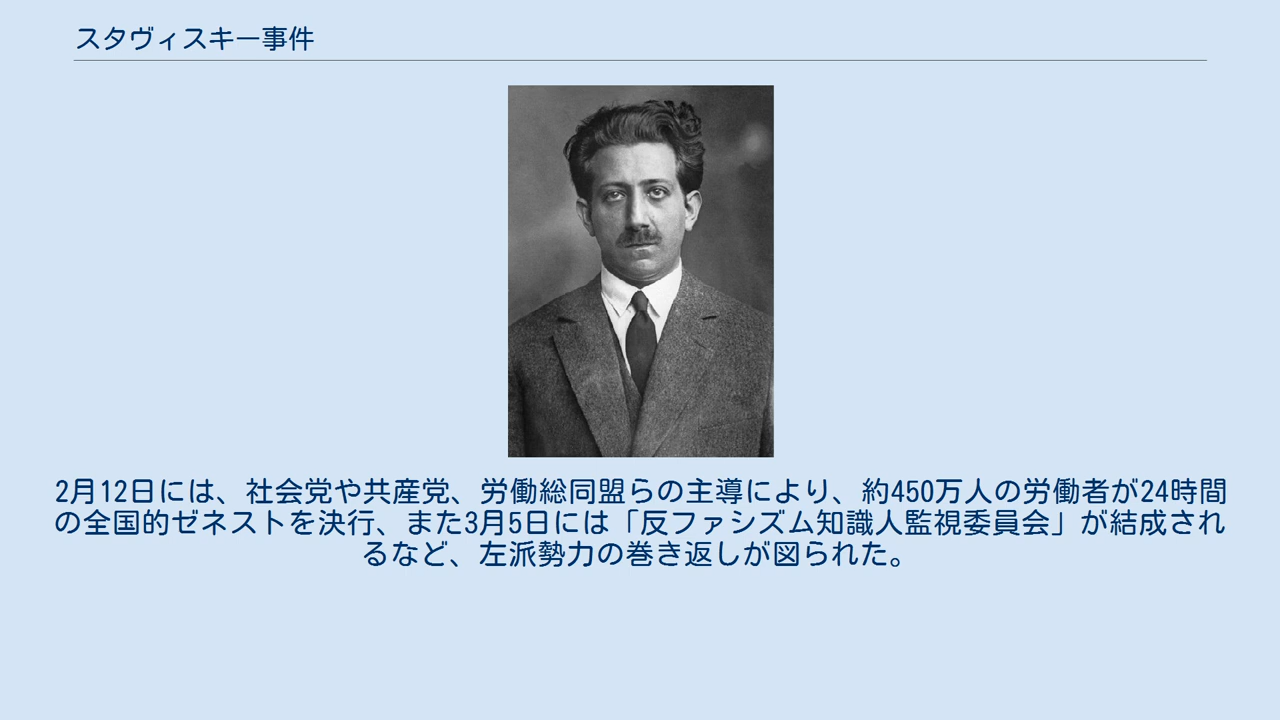 スタヴィスキー事件
2月12日には、社会党や共産党、労働総同盟らの主導により、約450万人の労働者が24時間
の全国的ゼネストを決行、また3月5日には「反ファシズム知識人監視委員会」が結成され
るなど、左派勢力の巻き返しが図られた。